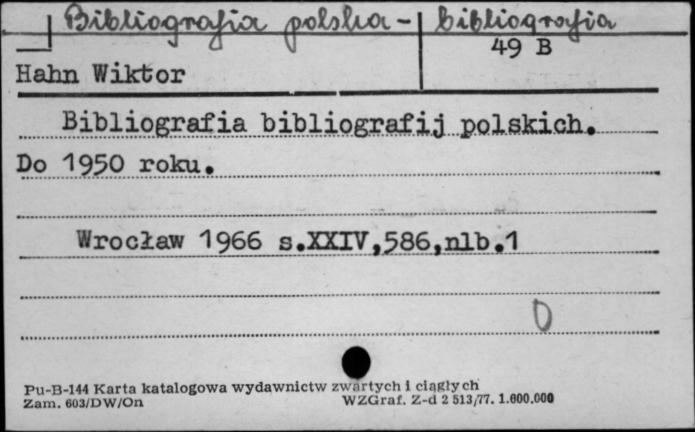 Bibliografia polska - bibliografia
49 B
Hahn Wiktor
Bibliografia bibliografij polskich.
Do 1950 roku.
Wrocław 1966 s.XXIV,586,nlb.1
0
Pu-B-144 Karta katalogowa wydawnictw zwartych i ciągłych
Zam. 603/DW/On WZGraf. Z-d 2 513/77. 1.600.000